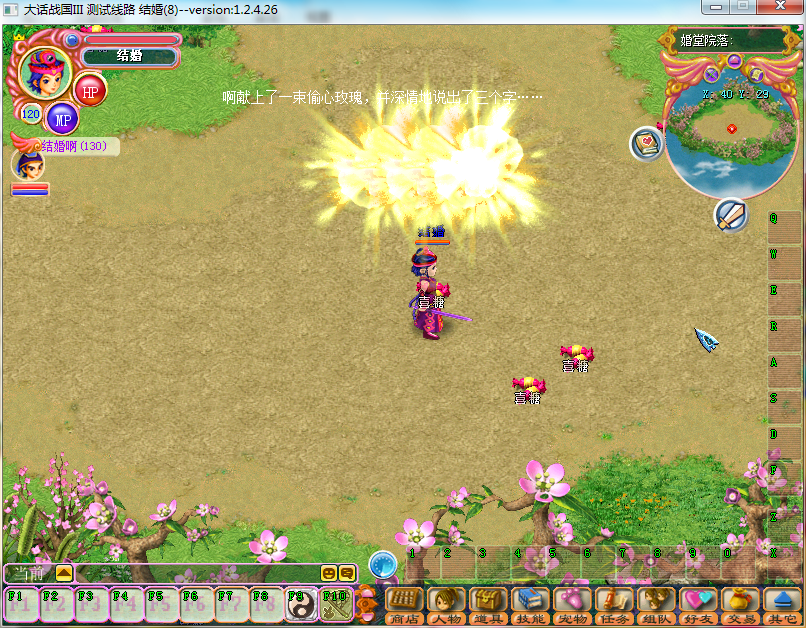 大话战国III 测试线路 结婚(8)--version:1.2.4.26
结婚
HP
120
MP
结婚啊(130)
婚堂院落:
X: 40 Y: 29
啊献上了一束偷心玫瑰，并深情地说出了三个字……
喜糖
喜糖
喜糖
Q
W
E
R
A
S
D
F
Z
X
1 2 3 4 5 6 7 8 9 0
当前
F1 F2 F3 F4 F5 F6 F7 F8 F9 F10
商店 人物 道具 技能 宠物 任务 组队 好友 交易 其它